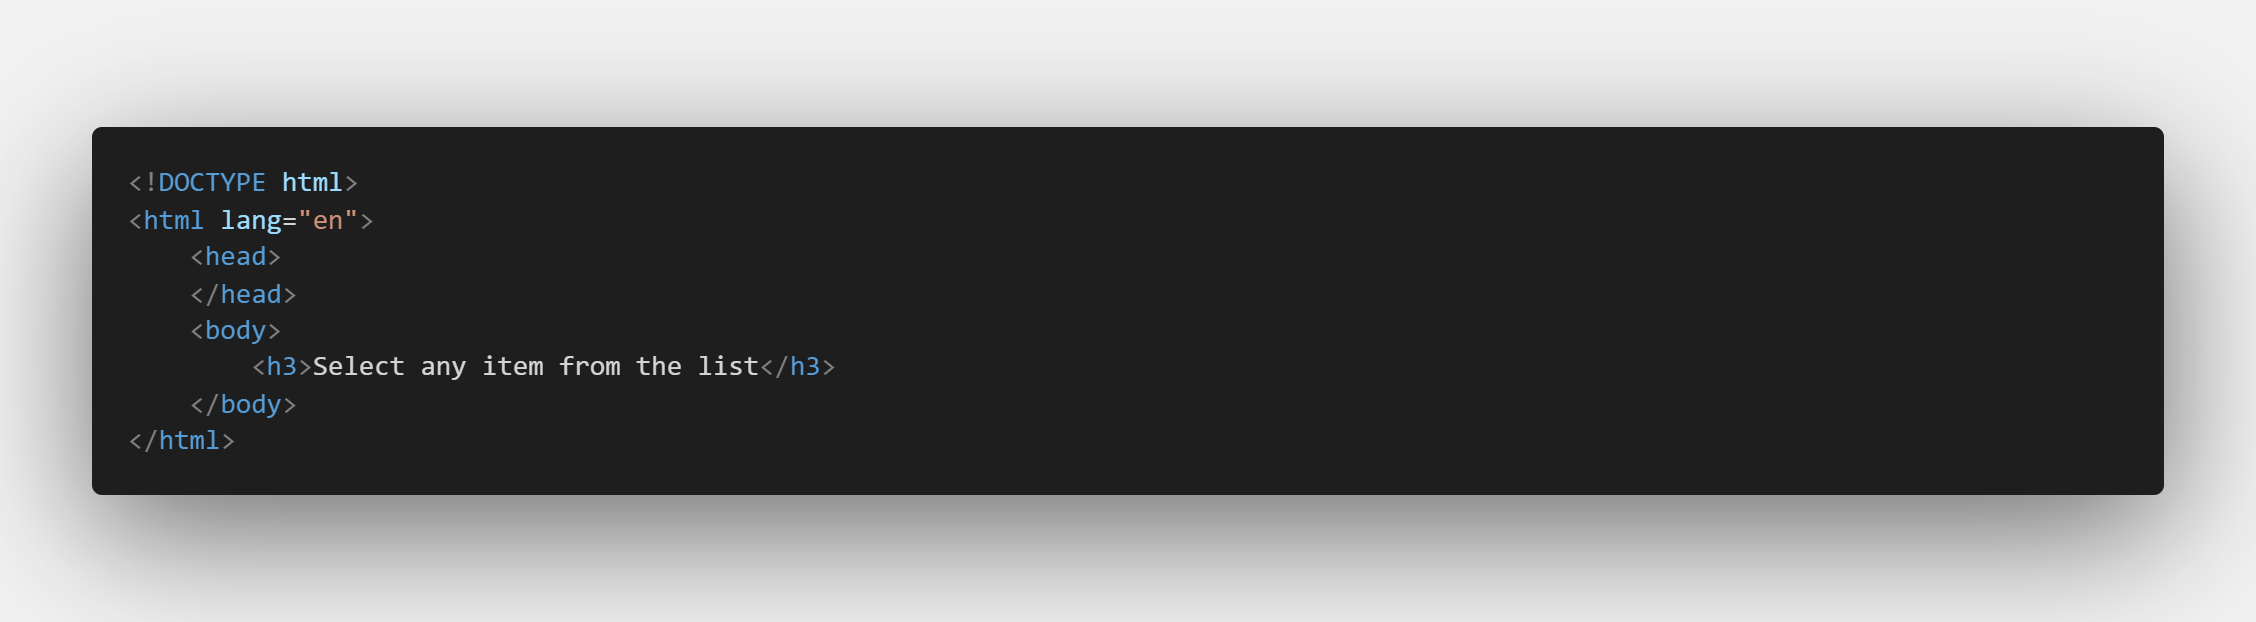 <!DOCTYPE html>
<html lang="en">
    <head>
    </head>
    <body>
        <h3>Select any item from the list</h3>
    </body>
</html>